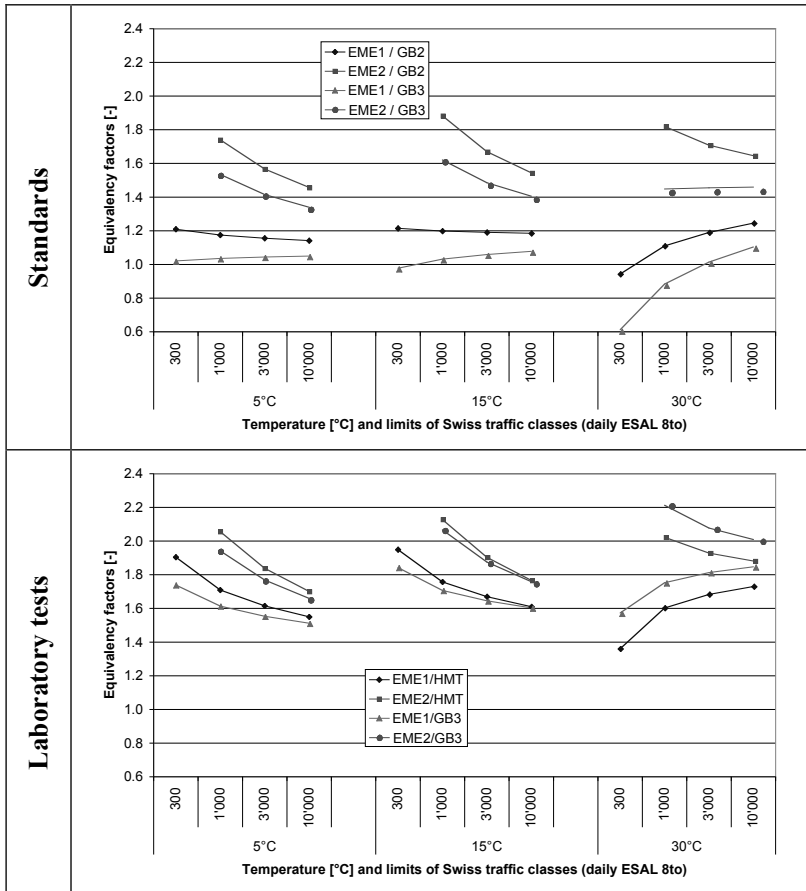 Standards
Equivalency factors [-]
2.4
2.2
2.0
1.8
1.6
1.4
1.2
1.0
0.8
0.6
EME1 / GB2
EME2 / GB2
EME1 / GB3
EME2 / GB3
300
1'000
3'000
10'000
300
1'000
3'000
10'000
300
1'000
3'000
10'000
5°C
15°C
30°C
Temperature [°C] and limits of Swiss traffic classes (daily ESAL 8to)
Laboratory tests
Equivalency factors [-]
2.4
2.2
2.0
1.8
1.6
1.4
1.2
1.0
0.8
0.6
EME1/HMT
EME2/HMT
EME1/GB3
EME2/GB3
300
1'000
3'000
10'000
300
1'000
3'000
10'000
300
1'000
3'000
10'000
5°C
15°C
30°C
Temperature [°C] and limits of Swiss traffic classes (daily ESAL 8to)